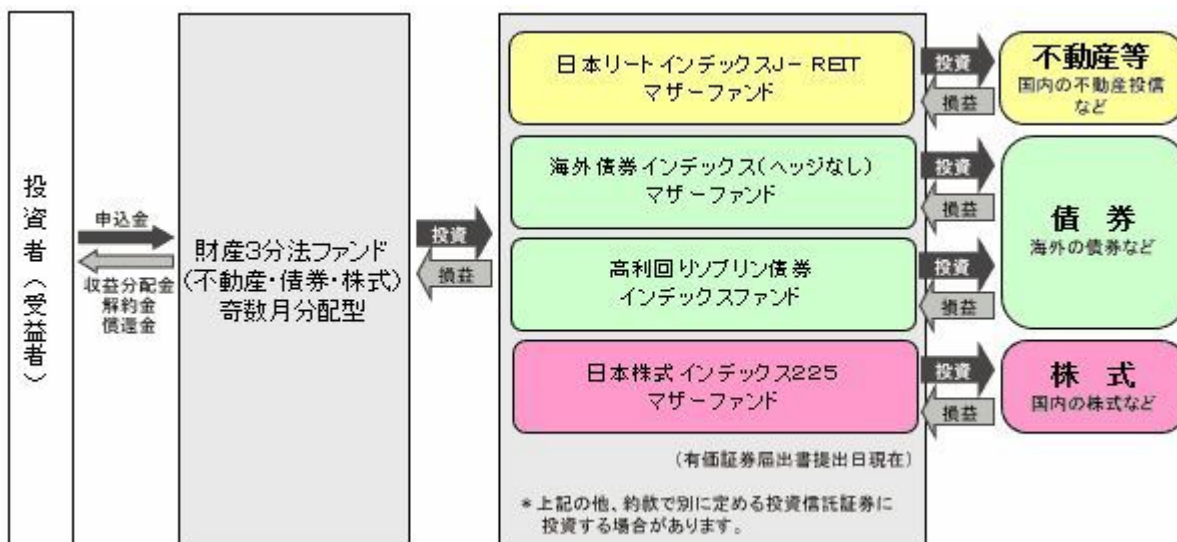 投資者（受益者）
申込金
収益分配金
解約金
償還金
財産3分法ファンド
(不動産・債券・株式)
奇数月分配型
投資
損益
日本リートインデックスJ－REIT
マザーファンド
投資
損益
不動産等
国内の不動産投信
など
海外債券インデックス(ヘッジなし)
マザーファンド
投資
損益
高利回りソブリン債券
インデックスファンド
投資
損益
債 券
海外の債券など
日本株式インデックス225
マザーファンド
投資
損益
株 式
国内の株式など
(有価証券届出書提出日現在)
＊上記の他、約款で別に定める投資信託証券に
投資する場合があります。